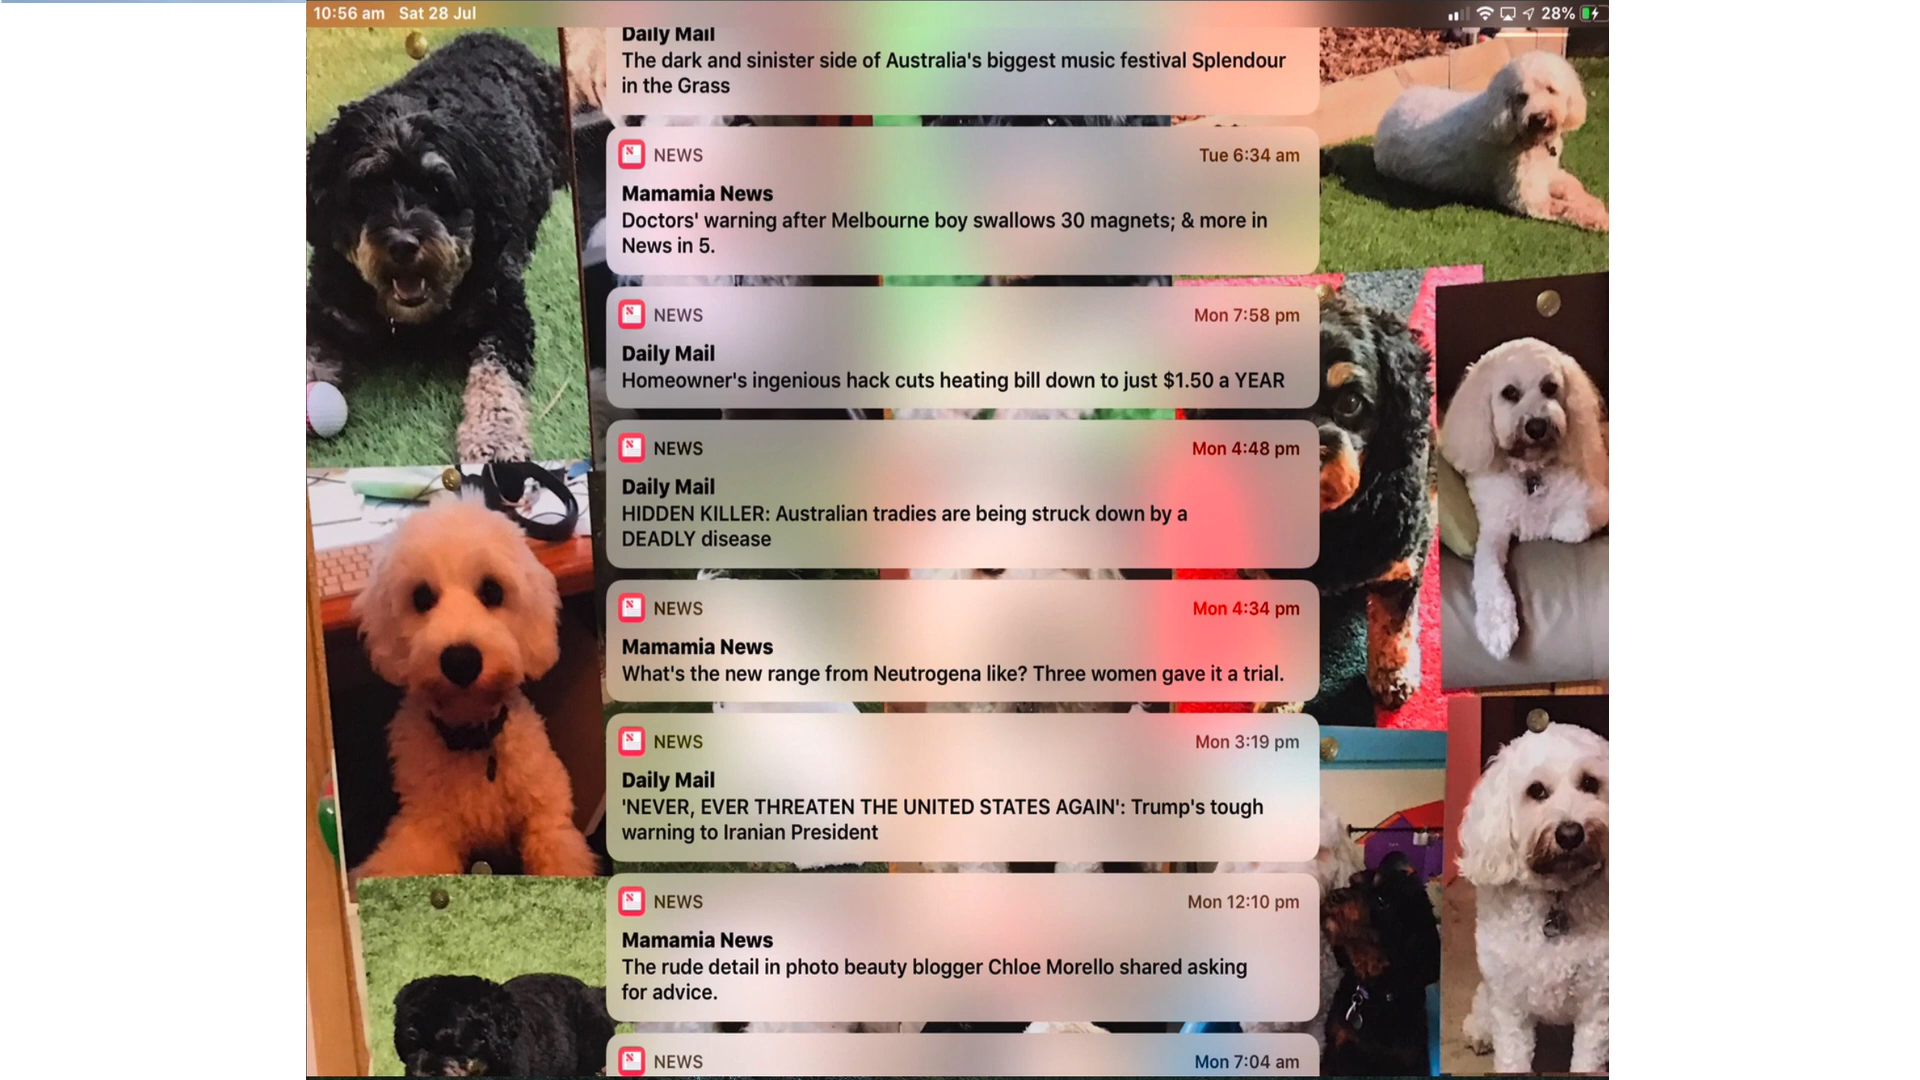 10:56 am Sat 28 Jul
28%
Daily Mail
The dark and sinister side of Australia's biggest music festival Splendour
in the Grass
NEWS Tue 6:34 am
Mamamia News
Doctors' warning after Melbourne boy swallows 30 magnets; & more in
News in 5.
NEWS Mon 7:58 pm
Daily Mail
Homeowner's ingenious hack cuts heating bill down to just $1.50 a YEAR
NEWS Mon 4:48 pm
Daily Mail
HIDDEN KILLER: Australian tradies are being struck down by a
DEADLY disease
NEWS Mon 4:34 pm
Mamamia News
What's the new range from Neutrogena like? Three women gave it a trial.
NEWS Mon 3:19 pm
Daily Mail
'NEVER, EVER THREATEN THE UNITED STATES AGAIN': Trump's tough
warning to Iranian President
NEWS Mon 12:10 pm
Mamamia News
The rude detail in photo beauty blogger Chloe Morello shared asking
for advice.
NEWS Mon 7:04 am